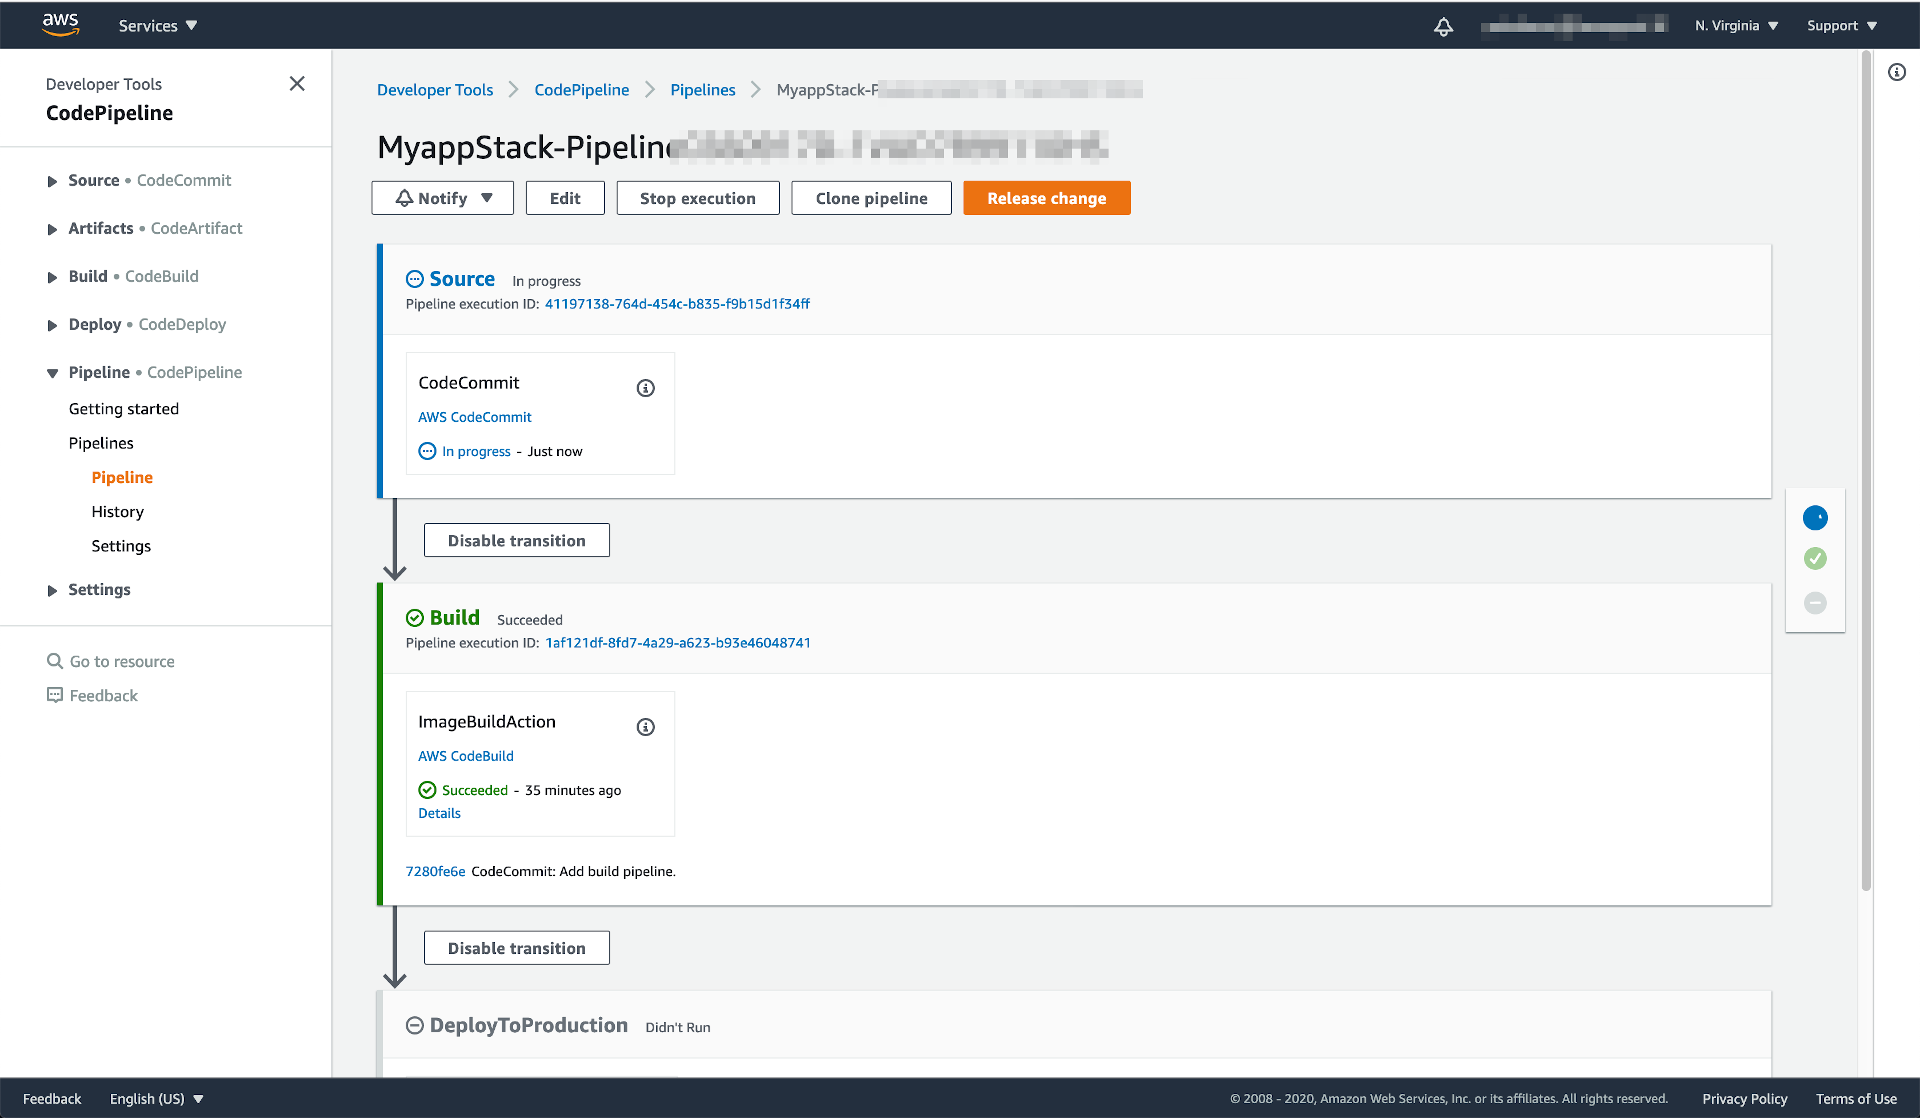 aws
Services
N. Virginia
Support
Developer Tools
CodePipeline
Source • CodeCommit
Artifacts • CodeArtifact
Build • CodeBuild
Deploy • CodeDeploy
Pipeline • CodePipeline
Getting started
Pipelines
Pipeline
History
Settings
Settings
Go to resource
Feedback
Developer Tools
CodePipeline
Pipelines
MyappStack-P
MyappStack-Pipeline
Notify
Edit
Stop execution
Clone pipeline
Release change
Source In progress
Pipeline execution ID: 41197138-764d-454c-b835-f9b15d1f34ff
CodeCommit
AWS CodeCommit
In progress - Just now
Disable transition
Build Succeeded
Pipeline execution ID: 1af121df-8fd7-4a29-a623-b93e46048741
ImageBuildAction
AWS CodeBuild
Succeeded - 35 minutes ago
Details
7280fe6e CodeCommit: Add build pipeline.
Disable transition
DeployToProduction Didn't Run
Feedback
English (US)
© 2008 - 2020, Amazon Web Services, Inc. or its affiliates. All rights reserved.
Privacy Policy
Terms of Use